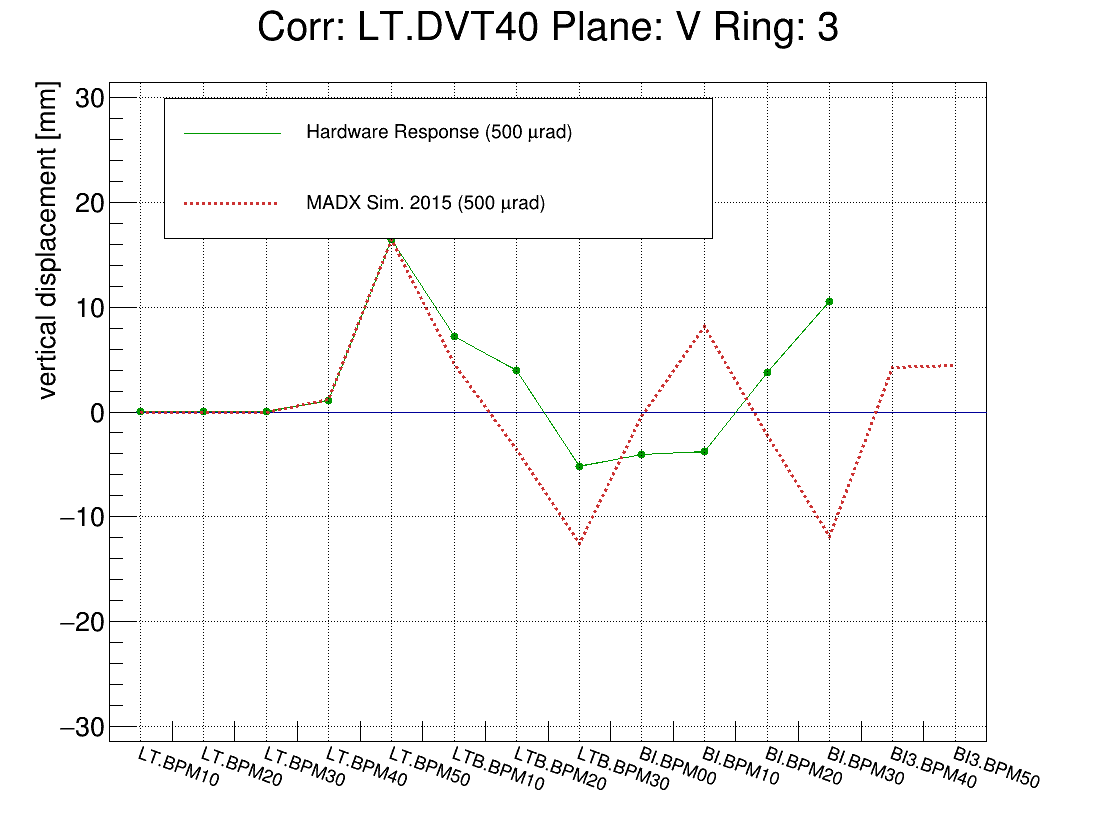 Corr: LT.DVT40 Plane: V Ring: 3
vertical displacement [mm]
30
20
10
0
−10
−20
−30
Hardware Response (500 μrad)
MADX Sim. 2015 (500 μrad)
LT.BPM10
LT.BPM20
LT.BPM30
LT.BPM40
LT.BPM50
LTB.BPM10
LTB.BPM20
LTB.BPM30
BI.BPM00
BI.BPM10
BI.BPM20
BI.BPM30
BI3.BPM40
BI3.BPM50